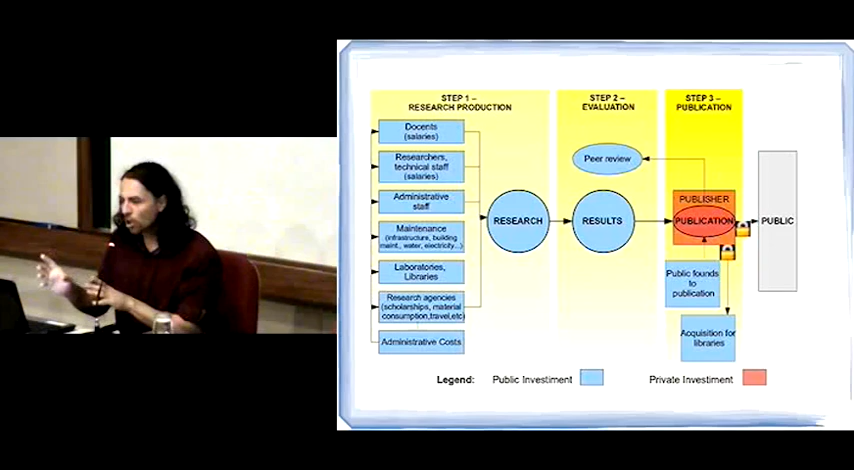 STEP 1 –
RESEARCH PRODUCTION
STEP 2 –
EVALUATION
STEP 3 –
PUBLICATION
Docents
(salaries)
Researchers,
technical staff
(salaries)
Administrative
staff
Maintenance
(infrastructure, building
maint., water, electricity...)
Laboratories,
Libraries
Research agencies
(scholarships, material
consumption,travel,etc)
Administrative Costs
RESEARCH
Peer review
RESULTS
PUBLISHER
PUBLICATION
Public founds
to
publication
Acquisition for
libraries
PUBLIC
Legend:
Public Investiment
Private Investiment